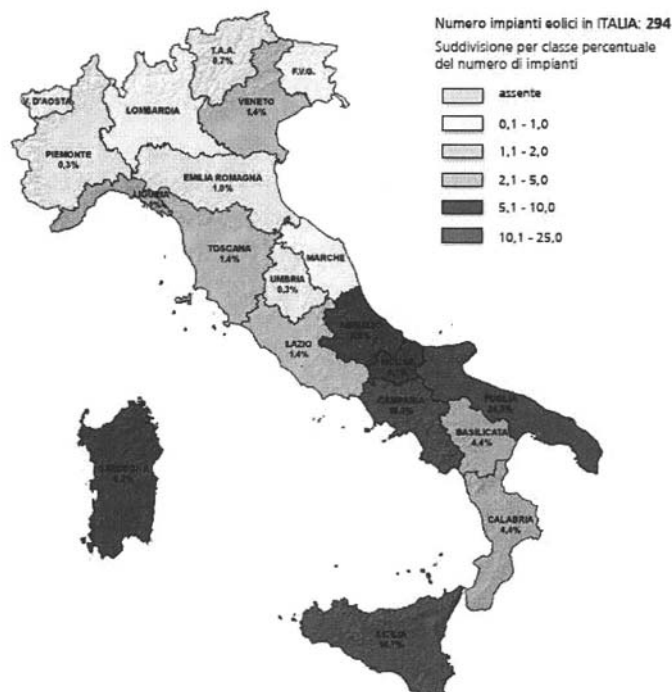 Numero impianti eolici in ITALIA: 294
Suddivisione per classe percentuale
del numero di impianti
assente
0,1 - 1,0
1,1 - 2,0
2,1 - 5,0
5,1 - 10,0
10,1 - 25,0
T.A.A.
0,7%
F.V.G.
V. D'AOSTA
LOMBARDIA
VENETO
1,4%
PIEMONTE
0,3%
EMILIA ROMAGNA
1,0%
LIGURIA
TOSCANA
1,4%
MARCHE
UMBRIA
0,3%
LAZIO
1,4%
MOLISE
CAMPANIA
PUGLIA
BASILICATA
4,4%
SARDEGNA
CALABRIA
4,4%
SICILIA